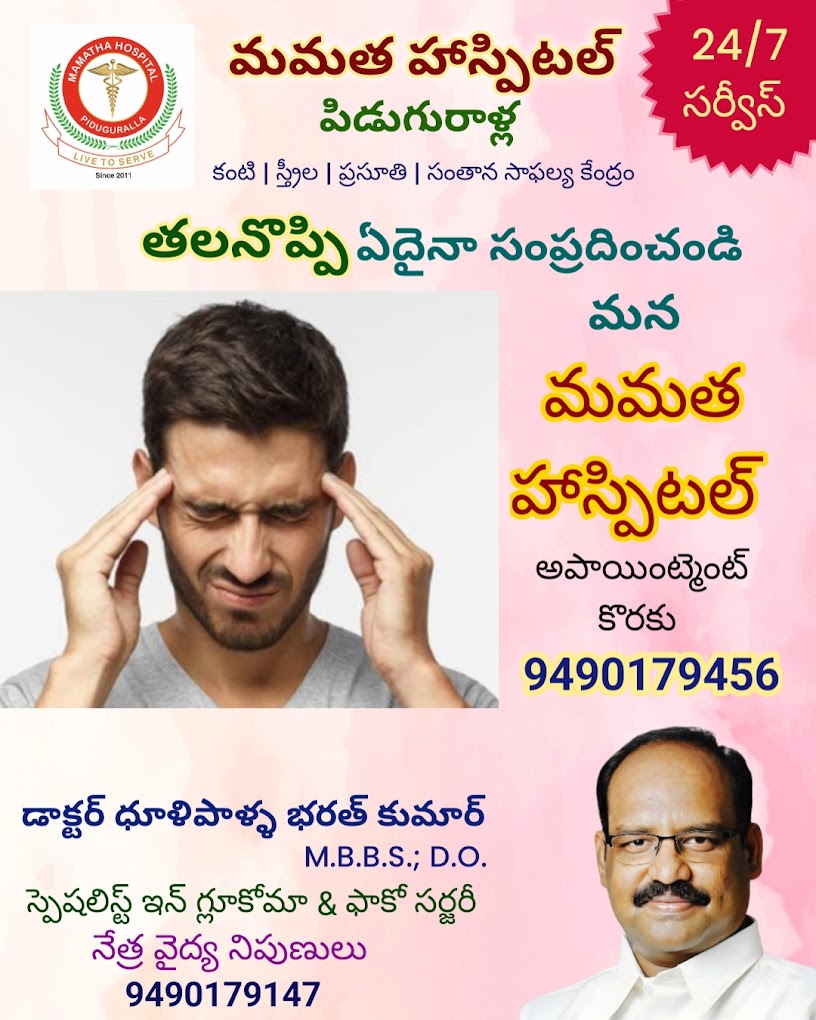 MAMATHA HOSPITAL
PIDUGURALLA
LIVE TO SERVE
Since 2011
మమత హాస్పిటల్
పిడుగురాళ్ల
24/7
సర్వీస్
కంటి | స్త్రీల | ప్రసూతి | సంతాన సాఫల్య కేంద్రం
తలనొప్పి ఏదైనా సంప్రదించండి
మన
మమత
హాస్పిటల్
అపాయింట్మెంట్
కొరకు
9490179456
డాక్టర్ ధూళిపాళ్ళ భరత్ కుమార్
M.B.B.S.; D.O.
స్పెషలిస్ట్ ఇన్ గ్లూకోమా & ఫాకో సర్జరీ
నేత్ర వైద్య నిపుణులు
9490179147